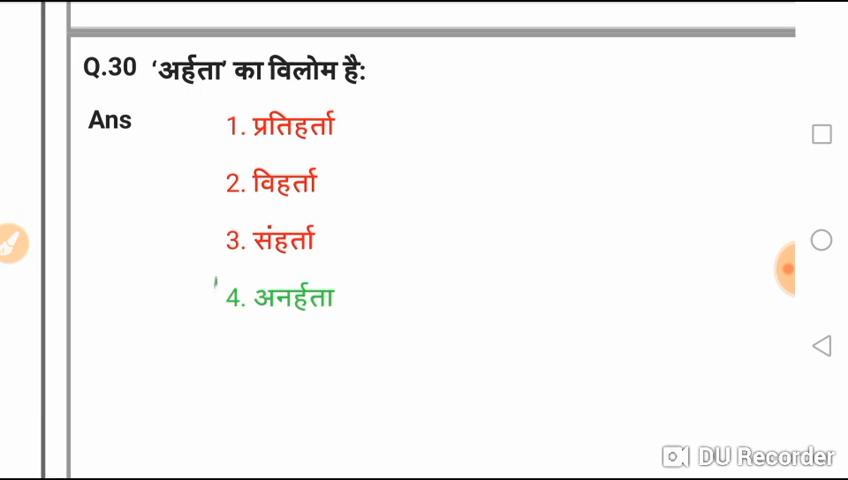 Q.30 ‘अर्हता’ का विलोम है:
Ans
1. प्रतिहर्ता
2. विहर्ता
3. संहर्ता
4. अनर्हता
DU Recorder